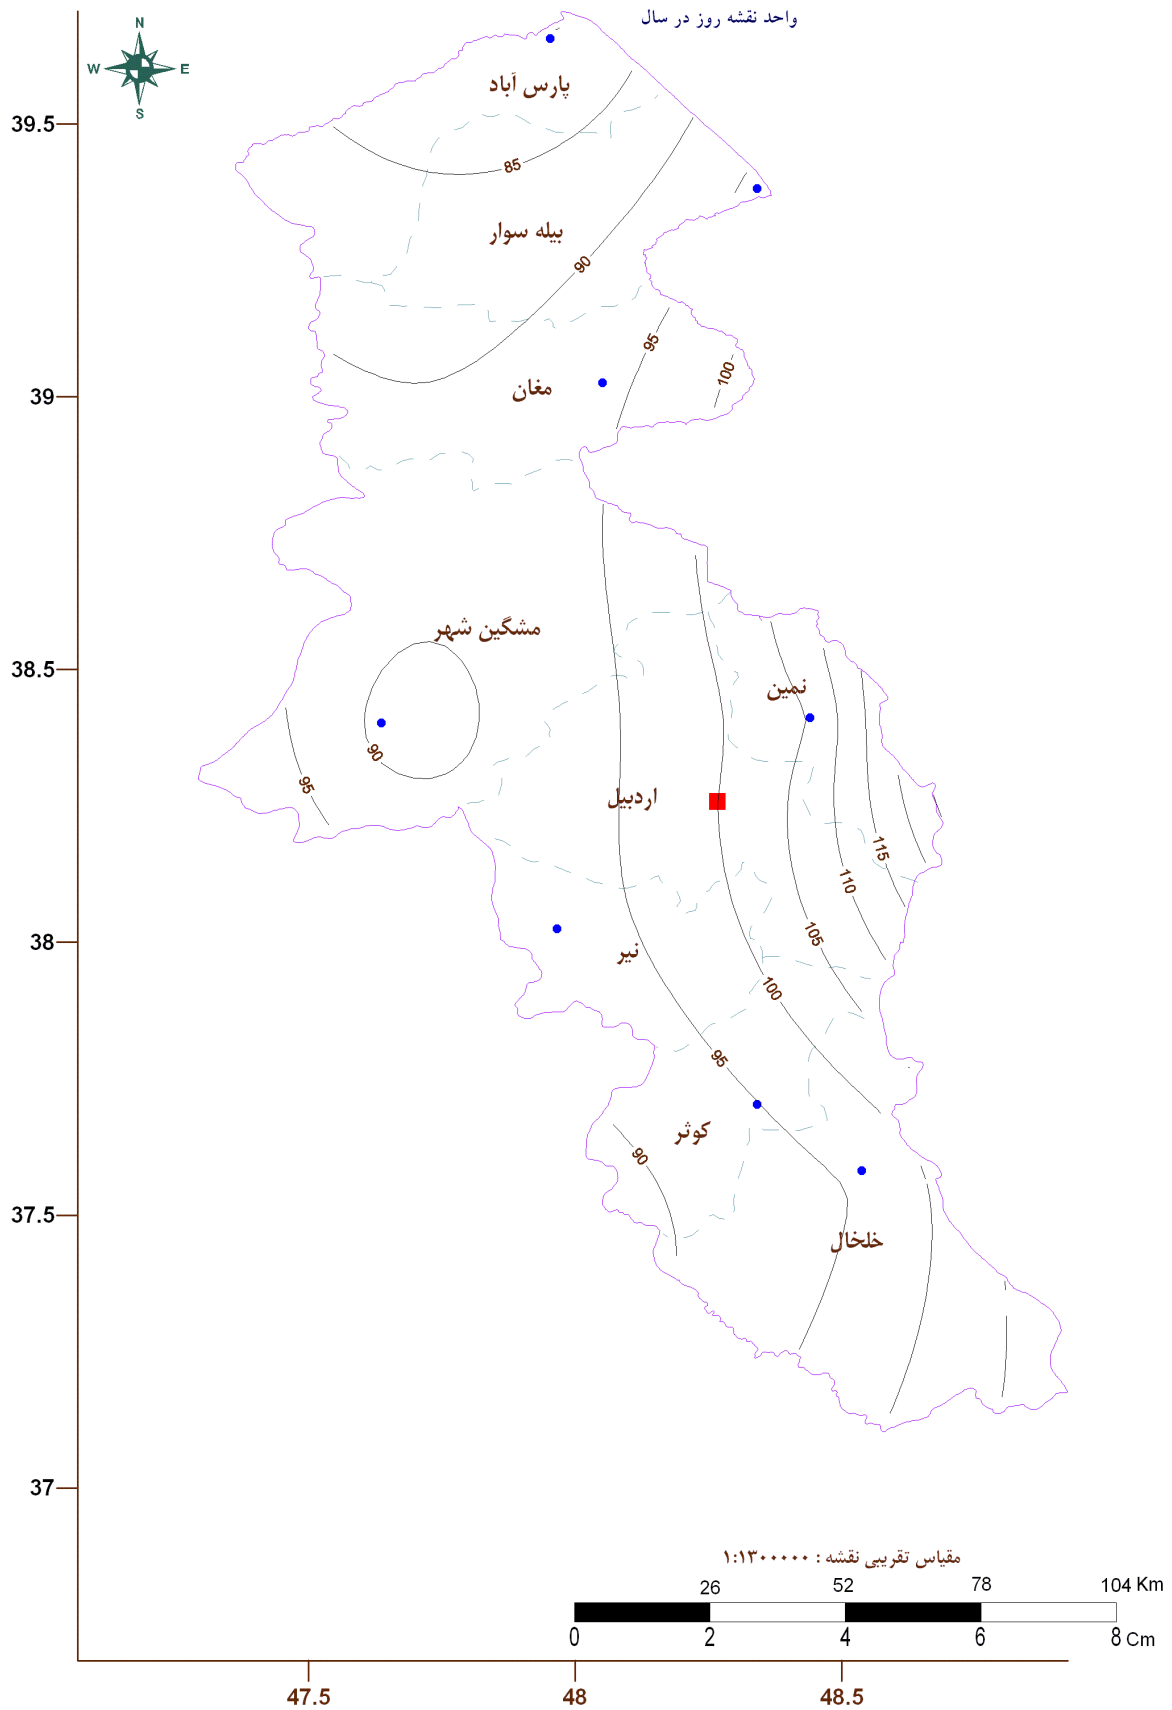 واحد نقشه روز در سال
N
W E
S
پارس آباد
39.5
85
بیله سوار
90
95
100
مغان
39
مشگین شهر
38.5
نمین
90
95
اردبیل
115
110
105
38
نیر
100
95
کوثر
90
37.5
خلخال
37
مقیاس تقریبی نقشه : ۱:۱۳۰۰۰۰۰
26 52 78 104 Km
0 2 4 6 8 Cm
47.5 48 48.5